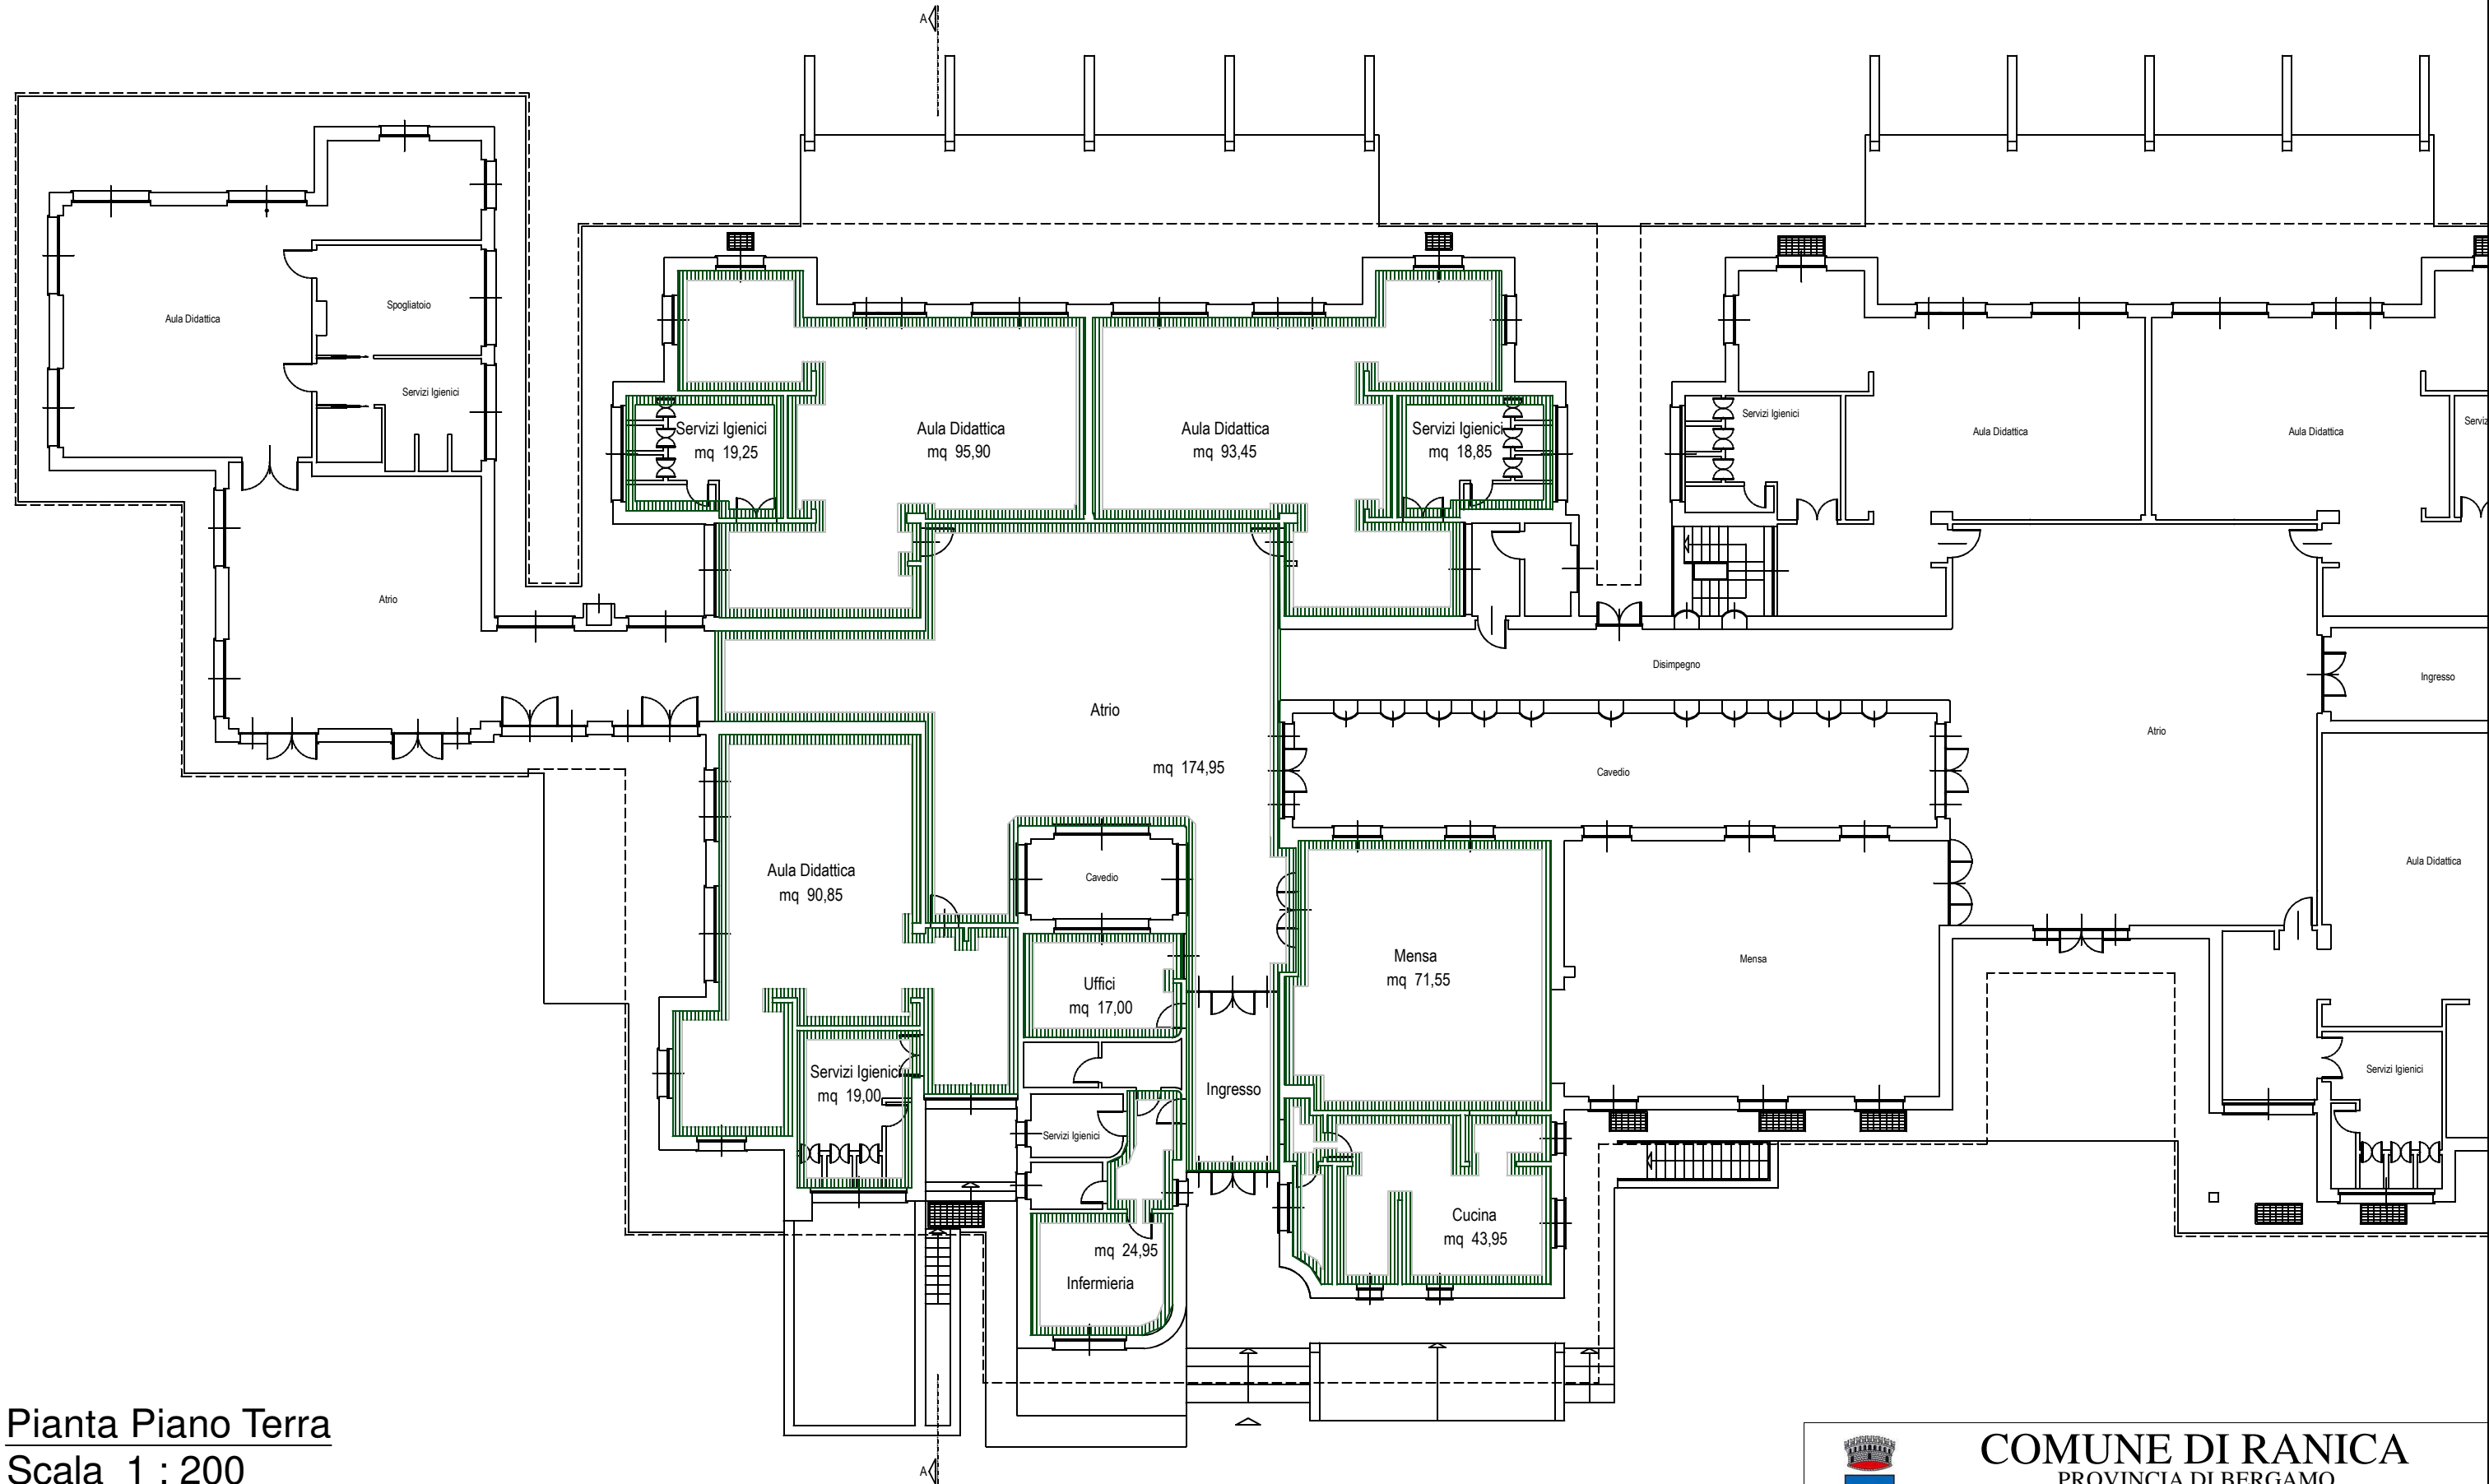 A
Aula Didattica
Spogliatoio
Servizi Igienici
Atrio
Servizi Igienici
mq 19,25
Aula Didattica
mq 95,90
Aula Didattica
mq 93,45
Servizi Igienici
mq 18,85
Servizi Igienici
Aula Didattica
Aula Didattica
Disimpegno
Ingresso
Atrio
mq 174,95
Atrio
Cavedio
Aula Didattica
mq 90,85
Cavedio
Aula Didattica
Uffici
mq 17,00
Mensa
mq 71,55
Mensa
Servizi Igienici
mq 19,00
Ingresso
Servizi Igienici
Servizi Igienici
Cucina
mq 43,95
mq 24,95
Infermieria
Pianta Piano Terra
Scala 1 : 200
A
COMUNE DI RANICA
PROVINCIA DI BERGAMO